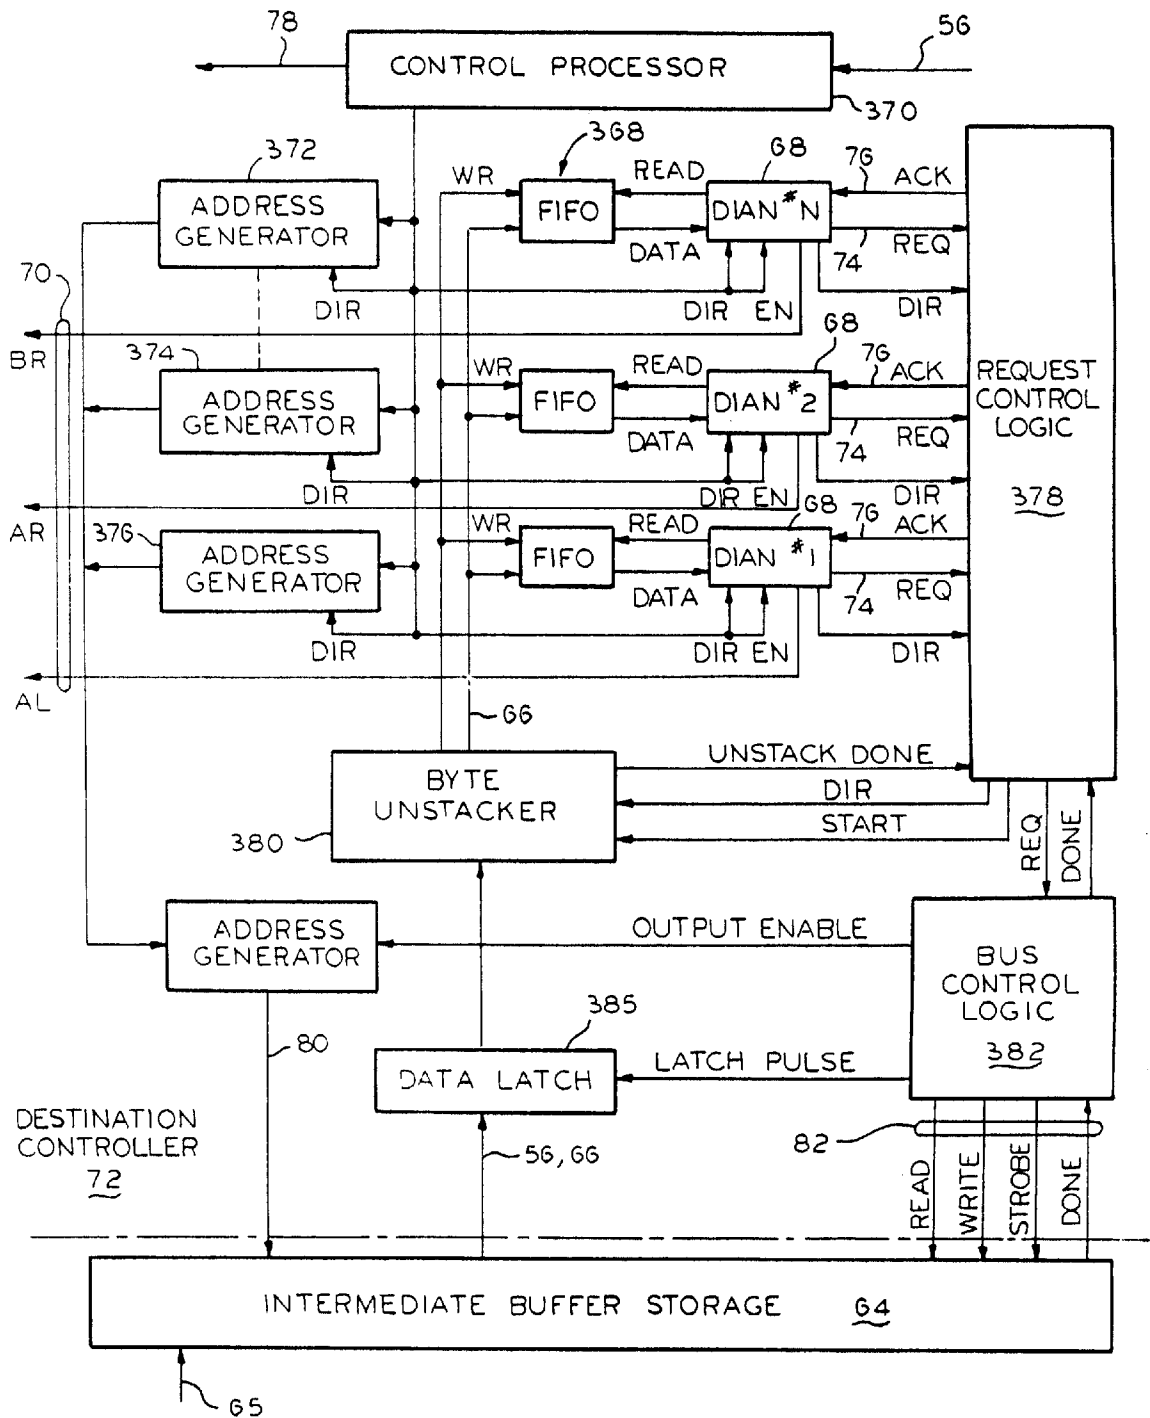 78
56
CONTROL PROCESSOR
370
372
368
68
76
ACK
WR
READ
ADDRESS
GENERATOR
FIFO
DIAN #N
DATA
74
REQ
70
DIR
DIR EN
DIR
BR
374
68
76
ACK
WR
READ
ADDRESS
GENERATOR
FIFO
DIAN #2
REQUEST
CONTROL
LOGIC
378
DATA
74
REQ
DIR
DIR EN
DIR
AR
376
WR
READ
68
76
ACK
ADDRESS
GENERATOR
FIFO
DIAN #1
DATA
74
REQ
DIR
DIR EN
DIR
AL
66
BYTE
UNSTACKER
380
UNSTACK DONE
DIR
START
REQ
DONE
ADDRESS
GENERATOR
OUTPUT ENABLE
BUS
CONTROL
LOGIC
382
80
385
DATA LATCH
LATCH PULSE
DESTINATION
CONTROLLER
72
56, 66
82
READ
WRITE
STROBE
DONE
INTERMEDIATE BUFFER STORAGE 64
65